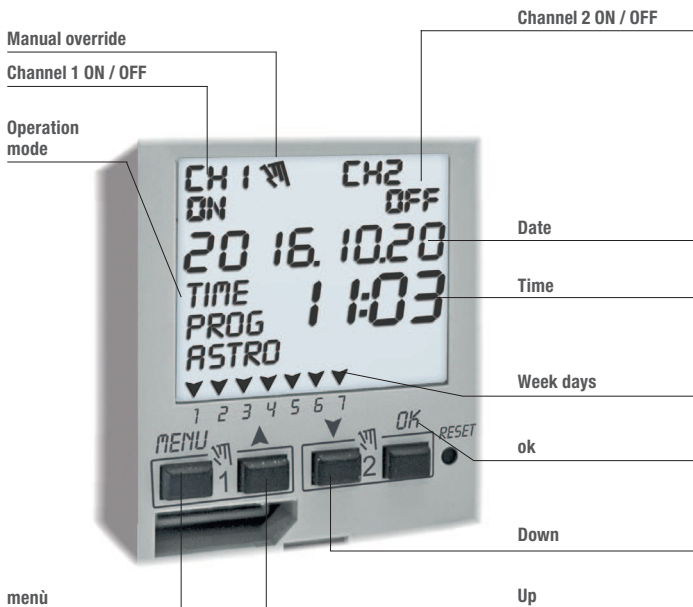 Channel 2 ON / OFF
Manual override
Channel 1 ON / OFF
Operation
mode
CH1 CH2
ON OFF
2016.10.20
Date
TIME 11:03
Time
PROG
ASTRO
Week days
1 2 3 4 5 6 7
MENU OK RESET
ok
1 2
Down
menù
Up